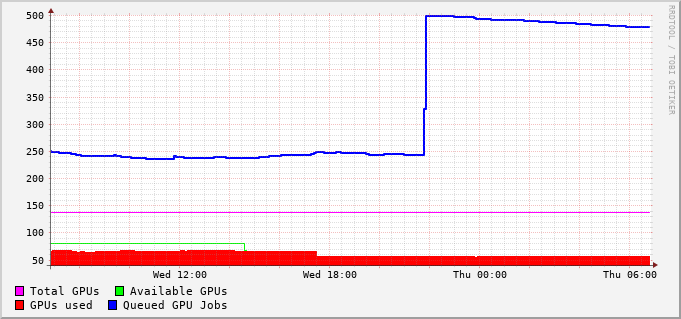 500
450
400
350
300
250
200
150
100
50
Wed 12:00 Wed 18:00 Thu 00:00 Thu 06:00
Total GPUs Available GPUs
GPUs used Queued GPU Jobs
RRDTOOL / TOBI OETIKER